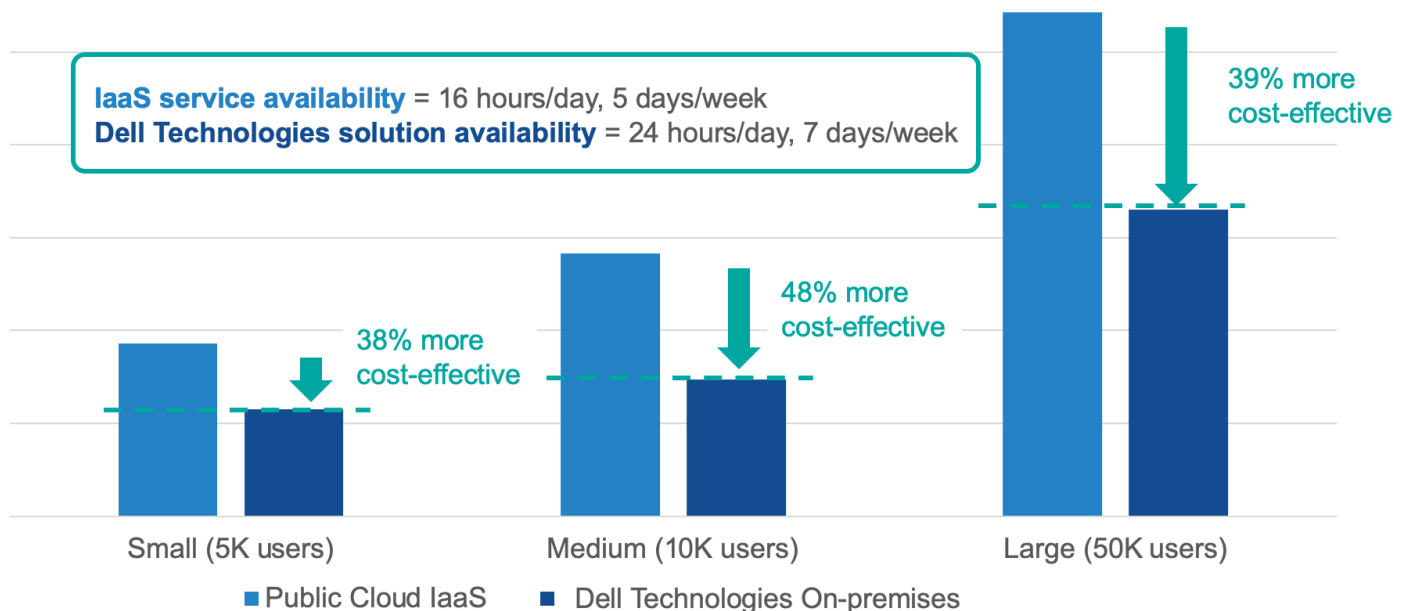 IaaS service availability = 16 hours/day, 5 days/week
Dell Technologies solution availability = 24 hours/day, 7 days/week
39% more
cost-effective
48% more
cost-effective
38% more
cost-effective
Small (5K users)
Medium (10K users)
Large (50K users)
Public Cloud IaaS
Dell Technologies On-premises